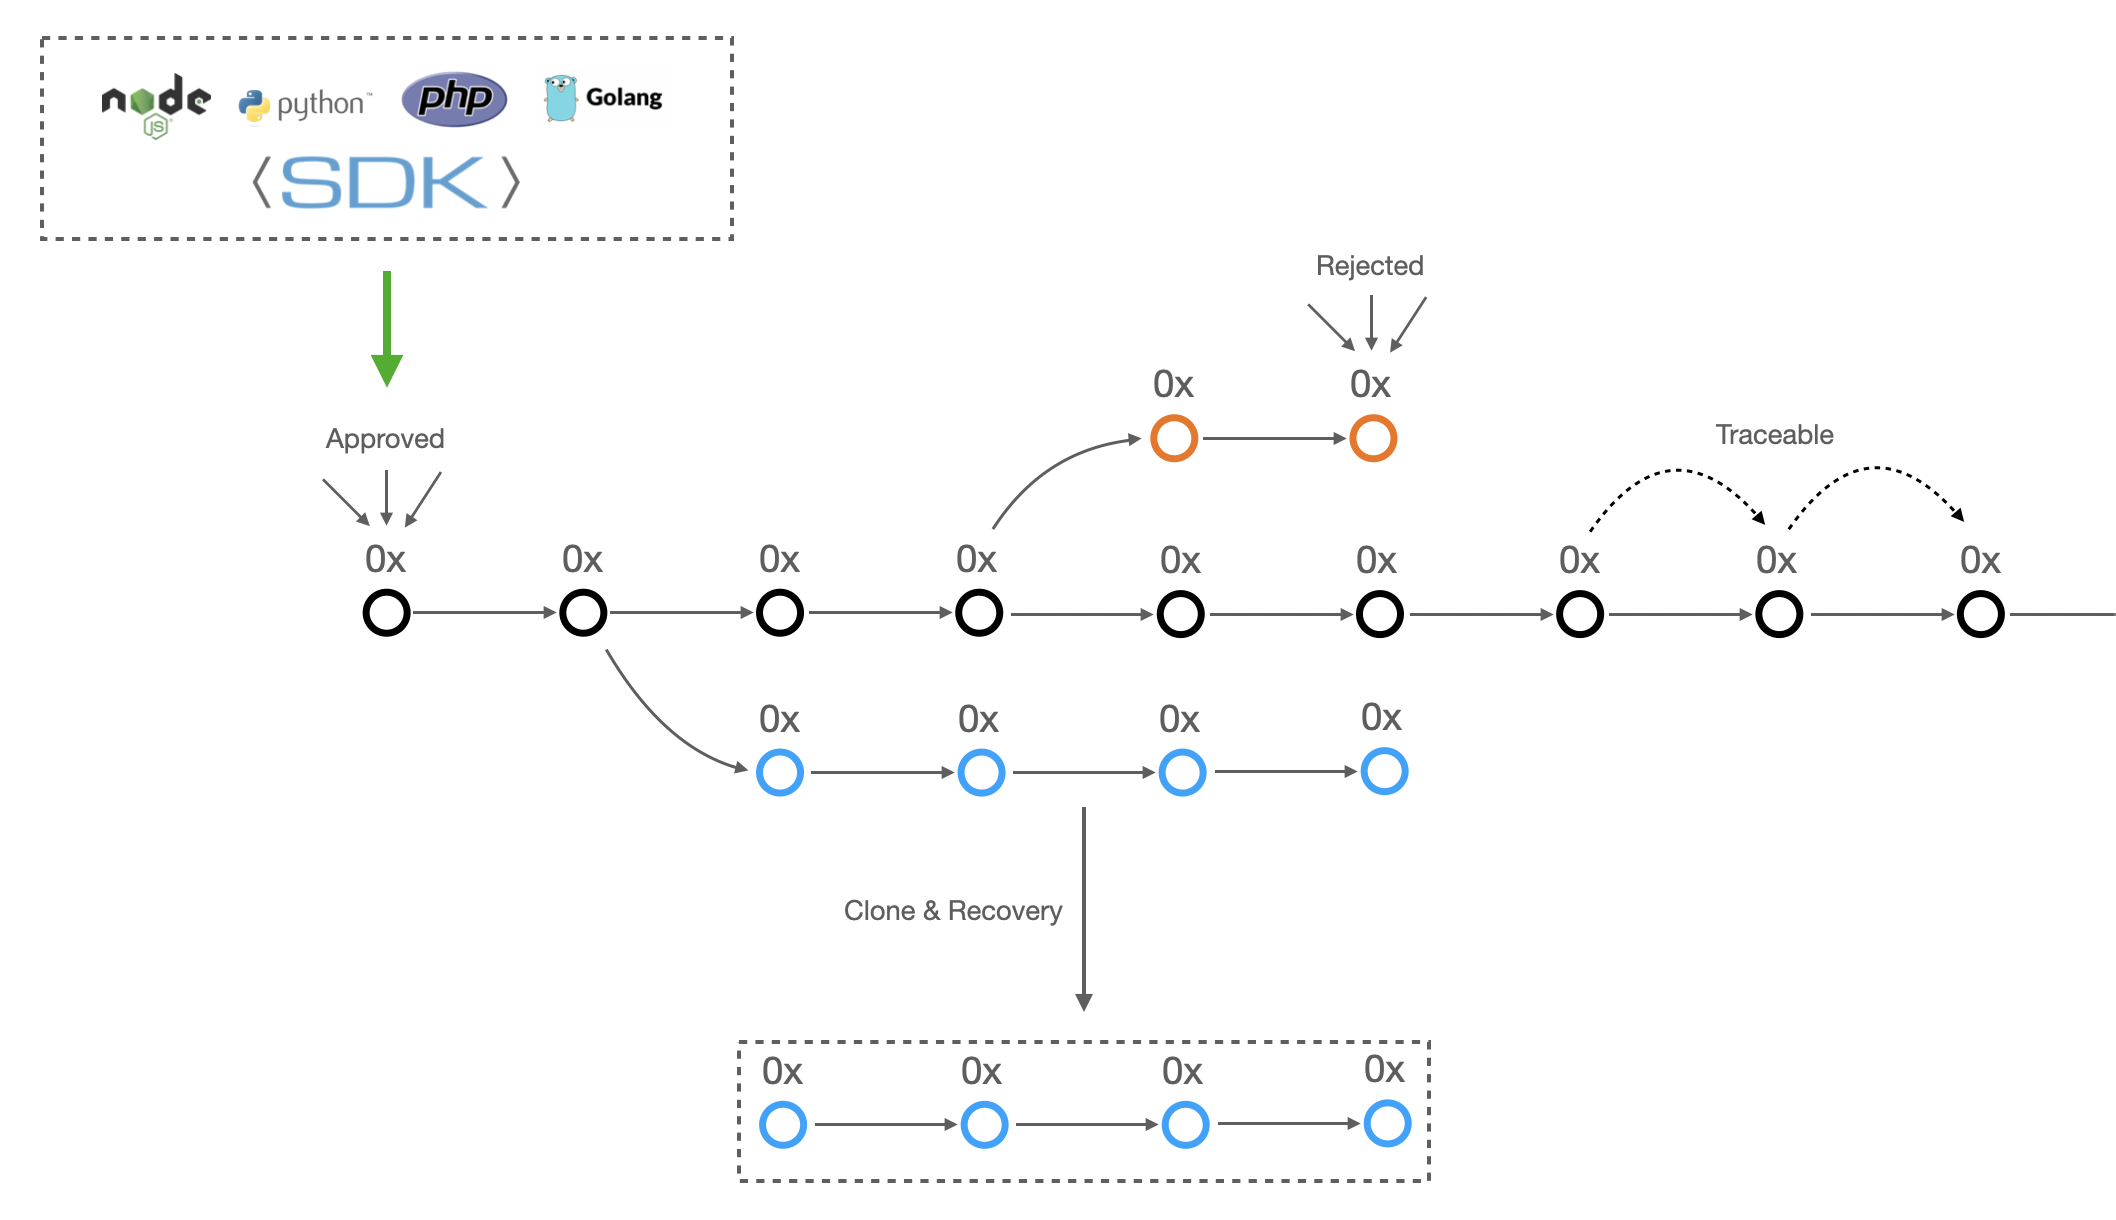 node
JS
python™
php
Golang
<SDK>
Rejected
0x 0x
Approved
Traceable
0x 0x 0x 0x 0x 0x 0x 0x 0x
0x 0x 0x 0x
Clone & Recovery
0x 0x 0x 0x